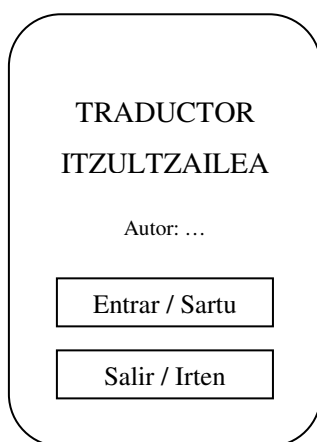 TRADUCTOR
ITZULTZAILEA
Autor: …
Entrar / Sartu
Salir / Irten